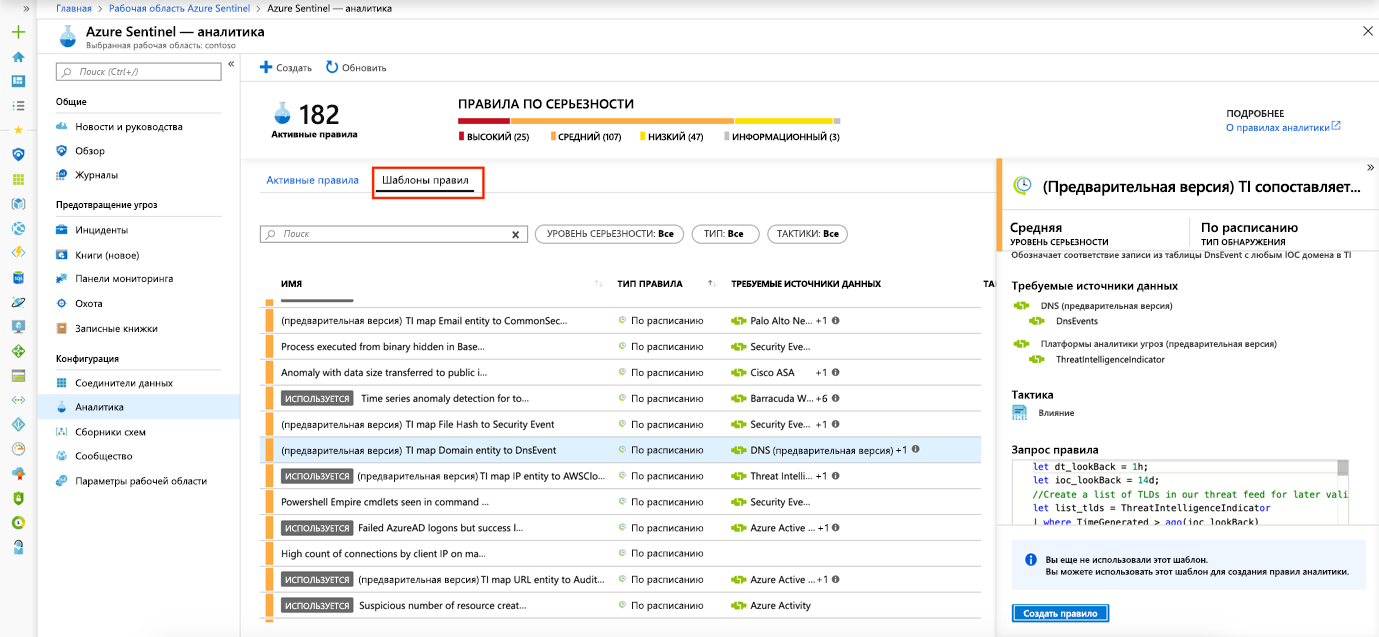 »
Главная > Рабочая область Azure Sentinel > Azure Sentinel — аналитика
Azure Sentinel — аналитика
Выбранная рабочая область: contoso
Поиск (Ctrl+/)
«
Общие
Новости и руководства
Обзор
Журналы
Предотвращение угроз
Инциденты
Книги (новое)
Панели мониторинга
Охота
Записные книжки
Конфигурация
Соединители данных
Аналитика
Сборники схем
Сообщество
Параметры рабочей области
Создать
Обновить
182
Активные правила
ПРАВИЛА ПО СЕРЬЕЗНОСТИ
ВЫСОКИЙ (25) СРЕДНИЙ (107) НИЗКИЙ (47) ИНФОРМАЦИОННЫЙ (3)
ПОДРОБНЕЕ
О правилах аналитики
Активные правила
Шаблоны правил
Поиск
УРОВЕНЬ СЕРЬЕЗНОСТИ: Все ТИП: Все ТАКТИКИ: Все
ИМЯ ТИП ПРАВИЛА ТРЕБУЕМЫЕ ИСТОЧНИКИ ДАННЫХ ТА
(предварительная версия) TI map Email entity to CommonSec... По расписанию Palo Alto Ne... +1
Process executed from binary hidden in Base... По расписанию Security Eve...
Anomaly with data size transferred to public i... По расписанию Cisco ASA +1
ИСПОЛЬЗУЕТСЯ Time series anomaly detection for to... По расписанию Barracuda W... +6
(предварительная версия) TI map File Hash to Security Event По расписанию Security Eve... +1
(предварительная версия) TI map Domain entity to DnsEvent По расписанию DNS (предварительная версия) +1
ИСПОЛЬЗУЕТСЯ (предварительная версия) TI map IP entity to AWSClo... По расписанию Threat Intelli... +1
Powershell Empire cmdlets seen in command ... По расписанию Security Eve...
ИСПОЛЬЗУЕТСЯ Failed AzureAD logons but success l... По расписанию Azure Active ... +1
High count of connections by client IP on ma... По расписанию
ИСПОЛЬЗУЕТСЯ (предварительная версия) TI map URL entity to Audit... По расписанию Azure Active ... +1
ИСПОЛЬЗУЕТСЯ Suspicious number of resource creat... По расписанию Azure Activity
»
(Предварительная версия) TI сопоставляет...
Средняя
УРОВЕНЬ СЕРЬЕЗНОСТИ
По расписанию
ТИП ОБНАРУЖЕНИЯ
Обозначает соответствие записи из таблицы DnsEvent с любым IOC домена в TI
Требуемые источники данных
DNS (предварительная версия)
DnsEvents
Платформы аналитики угроз (предварительная версия)
ThreatIntelligenceIndicator
Тактика
Влияние
Запрос правила
let dt_lookBack = 1h;
let ioc_lookBack = 14d;
//Create a list of TLDs in our threat feed for later vali
let list_tlds = ThreatIntelligenceIndicator
| where TimeGenerated > ago(ioc_lookBack)
Вы еще не использовали этот шаблон.
Вы можете использовать этот шаблон для создания правил аналитики.
Создать правило